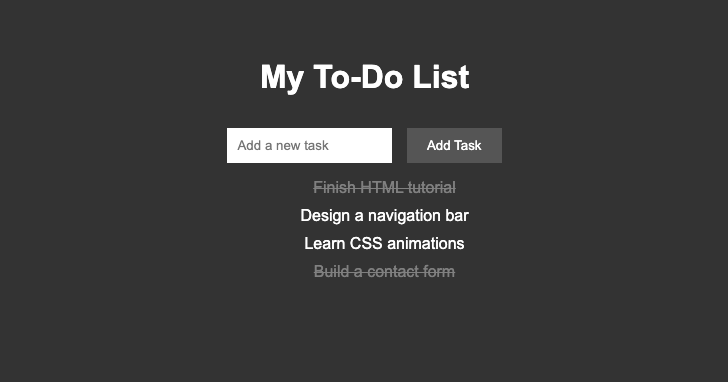 My To-Do List
Add a new task Add Task
Finish HTML tutorial
Design a navigation bar
Learn CSS animations
Build a contact form